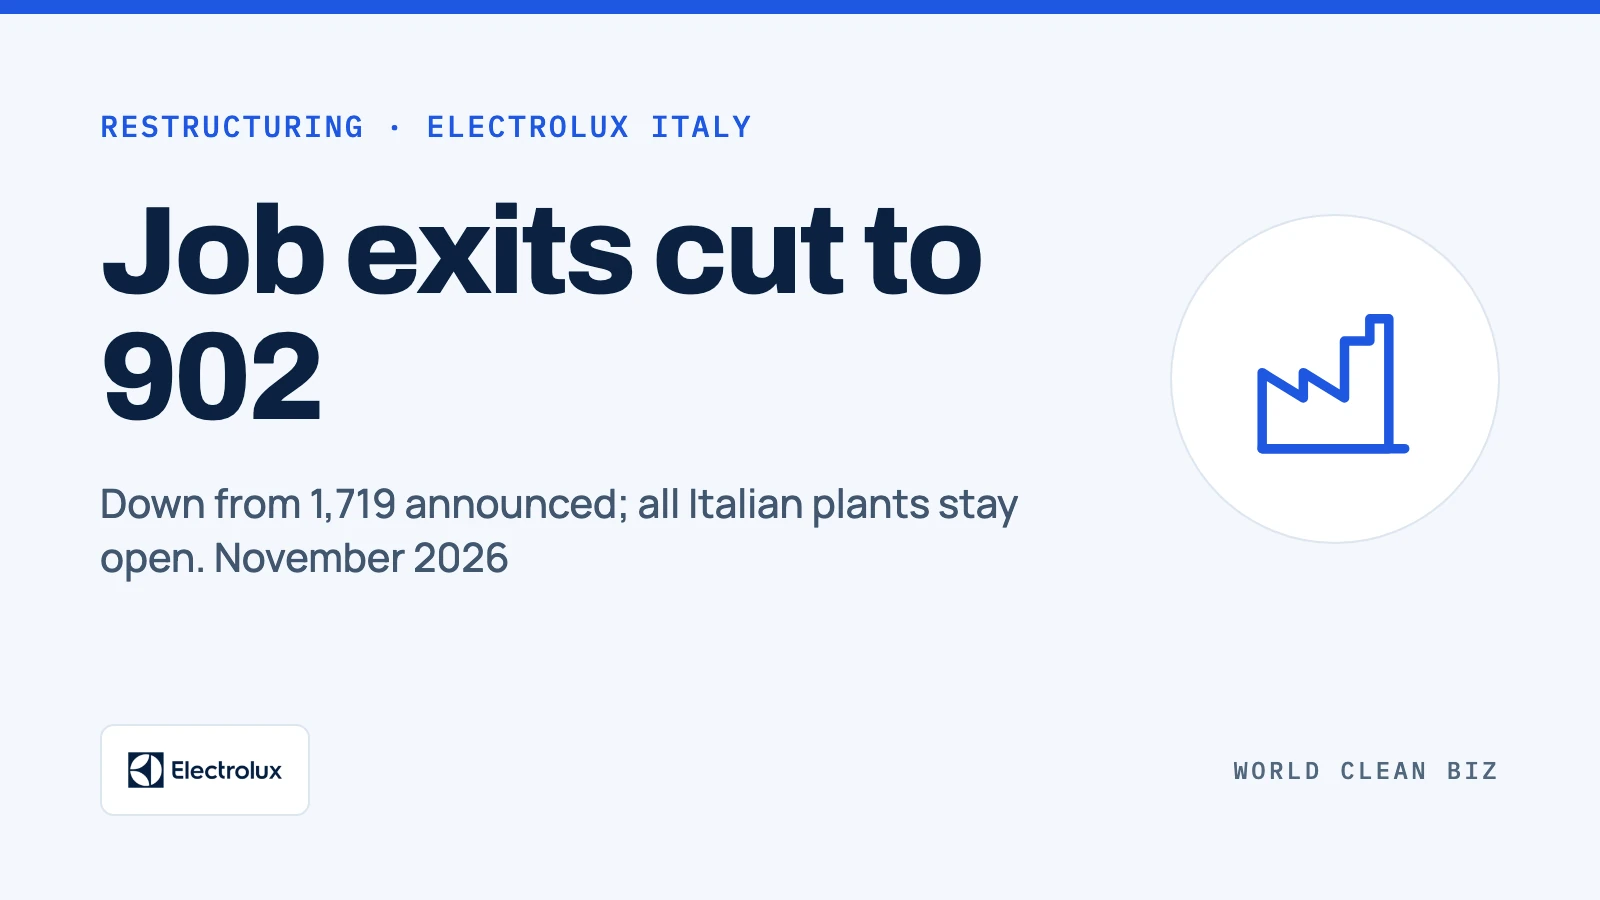 RESTRUCTURING · ELECTROLUX ITALY
Job exits cut to
902
Down from 1,719 announced; all Italian plants stay
open. November 2026
Electrolux
WORLD CLEAN BIZ